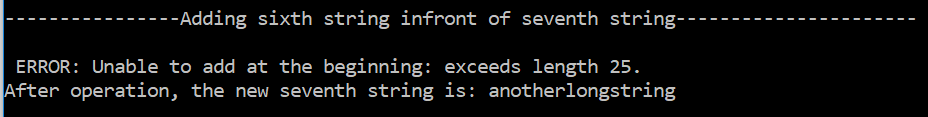 ----------------Adding sixth string infront of seventh string----------------------
ERROR: Unable to add at the beginning: exceeds length 25.
After operation, the new seventh string is: anotherlongstring